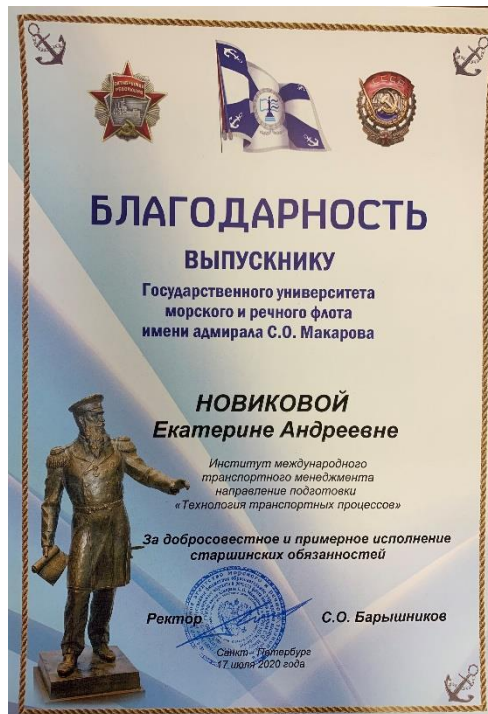 БЛАГОДАРНОСТЬ
ВЫПУСКНИКУ
Государственного университета
морского и речного флота
имени адмирала С.О. Макарова
НОВИКОВОЙ
Екатерине Андреевне
Институт международного
транспортного менеджмента
направление подготовки
«Технология транспортных процессов»
За добросовестное и примерное исполнение
старшинских обязанностей
Ректор С.О. Барышников
Санкт - Петербург
17 июля 2020 года